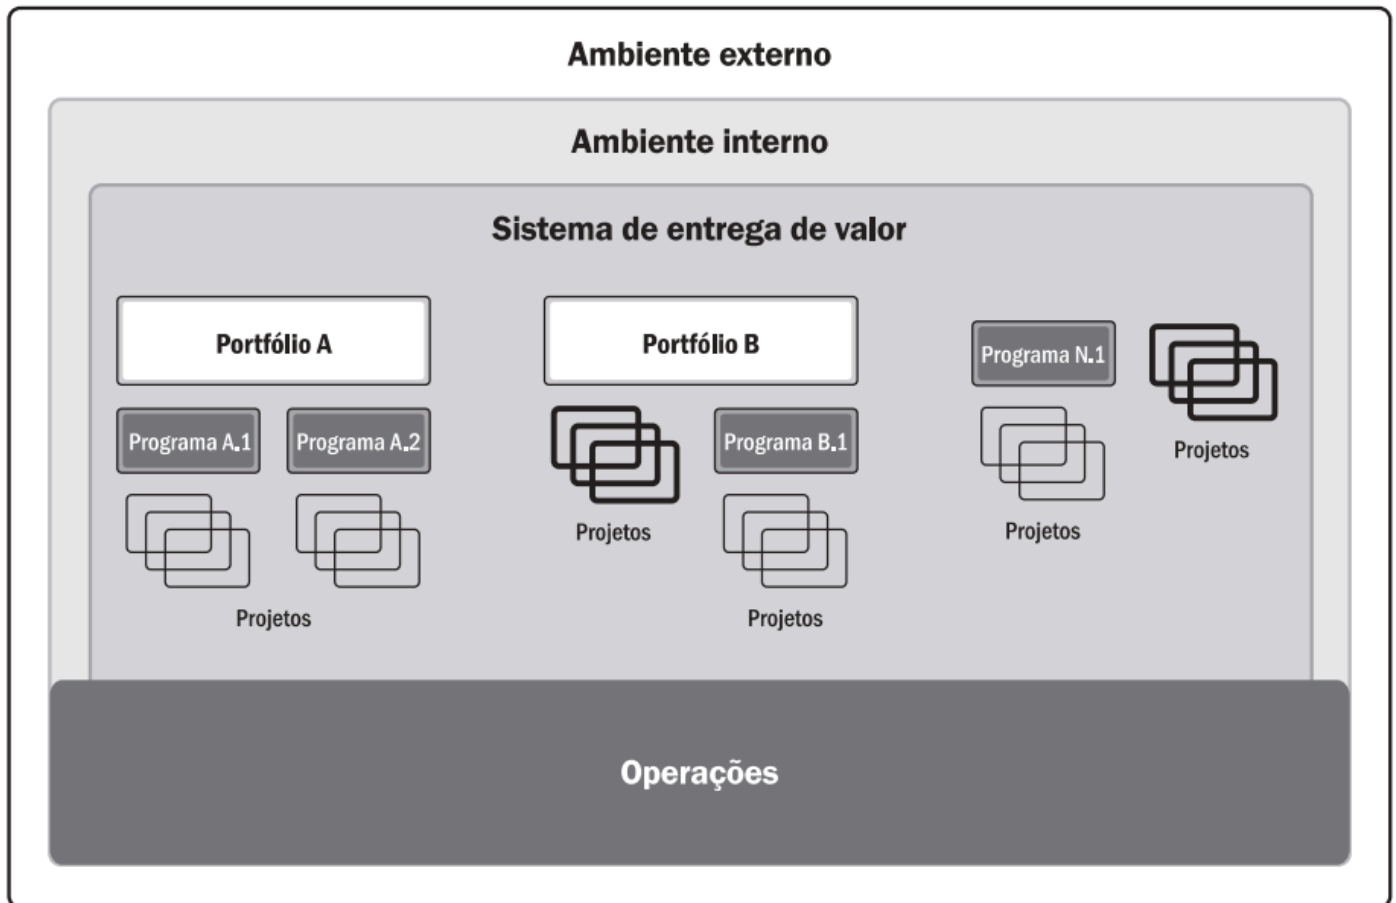 Ambiente externo
Ambiente interno
Sistema de entrega de valor
Portfólio A
Programa A.1
Programa A.2
Projetos
Portfólio B
Projetos
Programa B.1
Projetos
Programa N.1
Projetos
Projetos
Operações